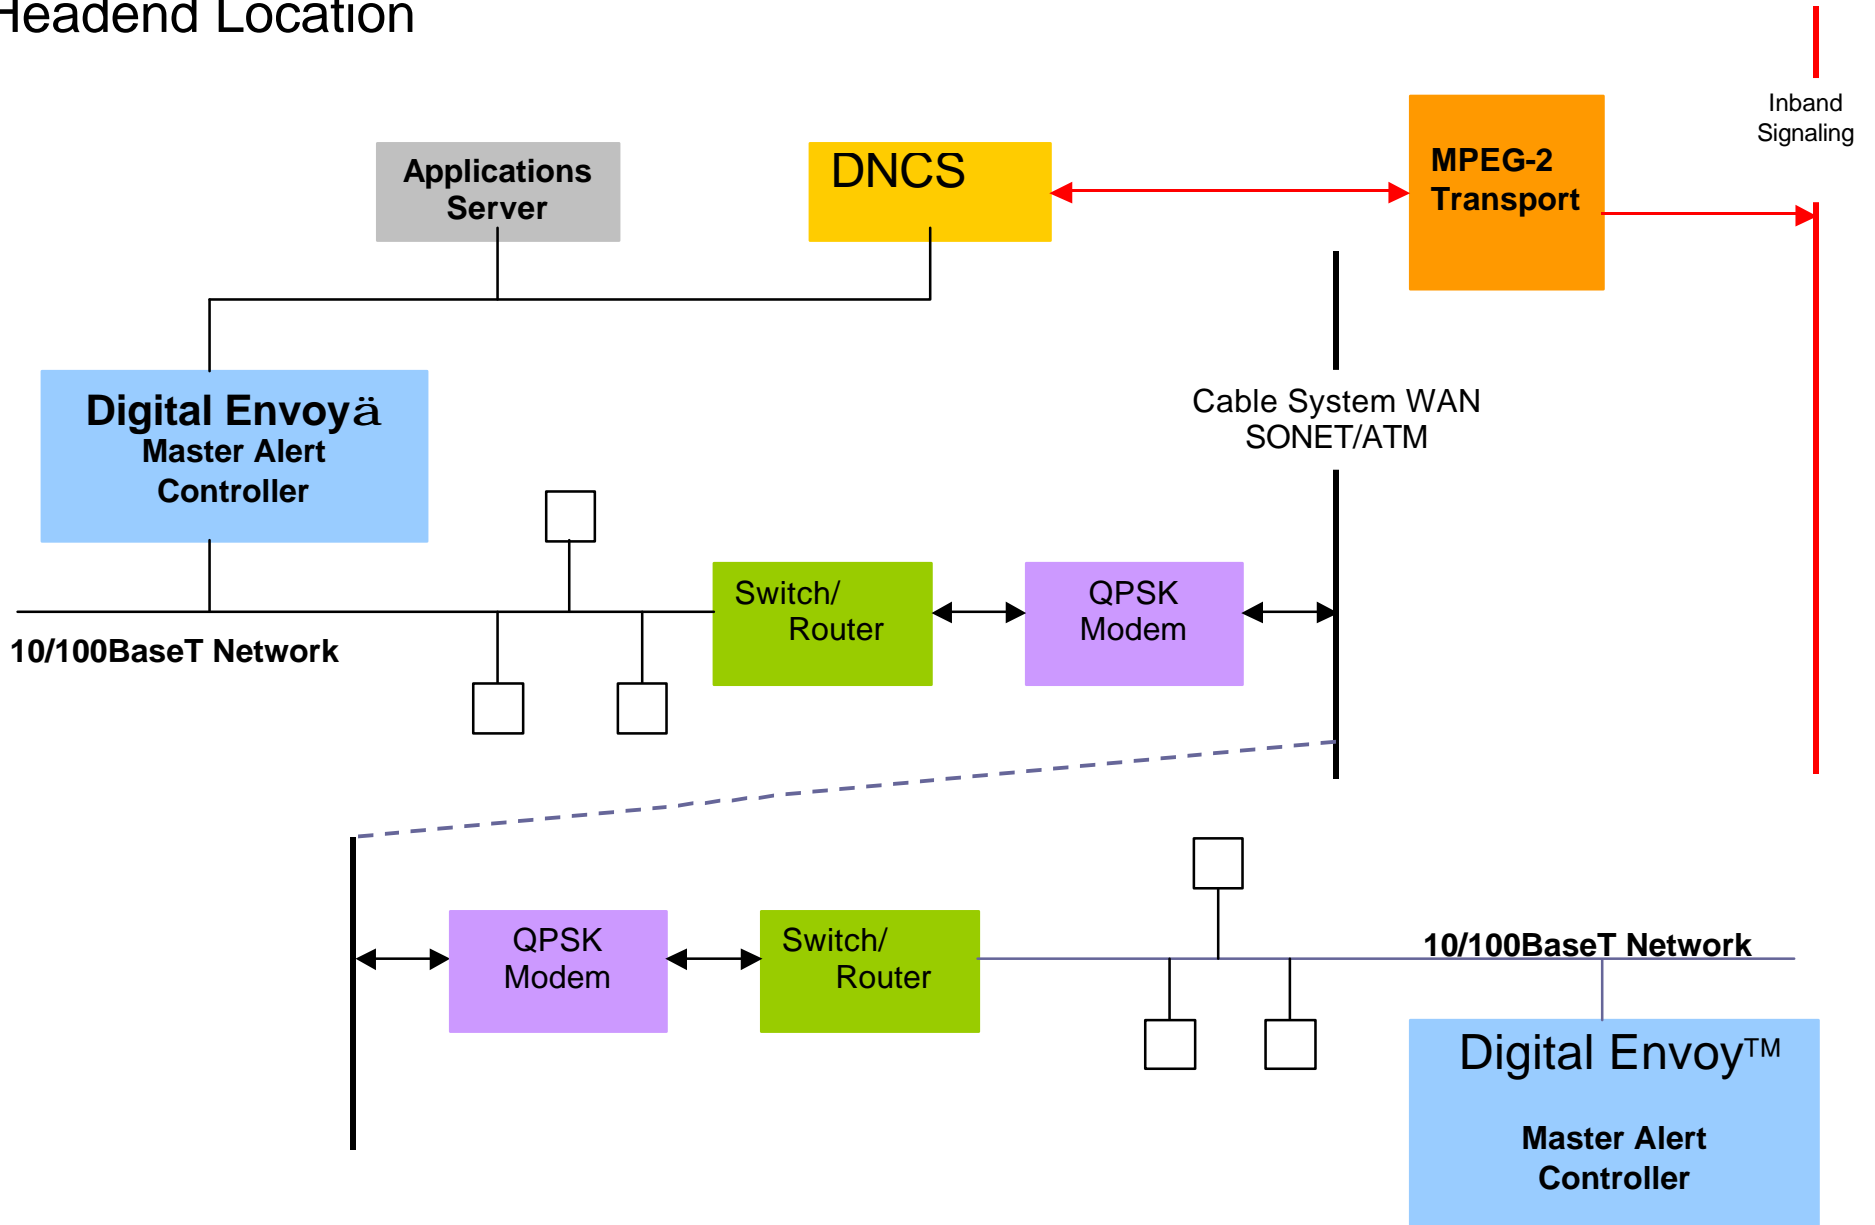 Headend Location
Inband
Signaling
Applications
Server
DNCS
MPEG-2
Transport
Cable System WAN
SONET/ATM
Digital Envoyä
Master Alert
Controller
Switch/
Router
QPSK
Modem
10/100BaseT Network
QPSK
Modem
Switch/
Router
10/100BaseT Network
Digital Envoy™
Master Alert
Controller